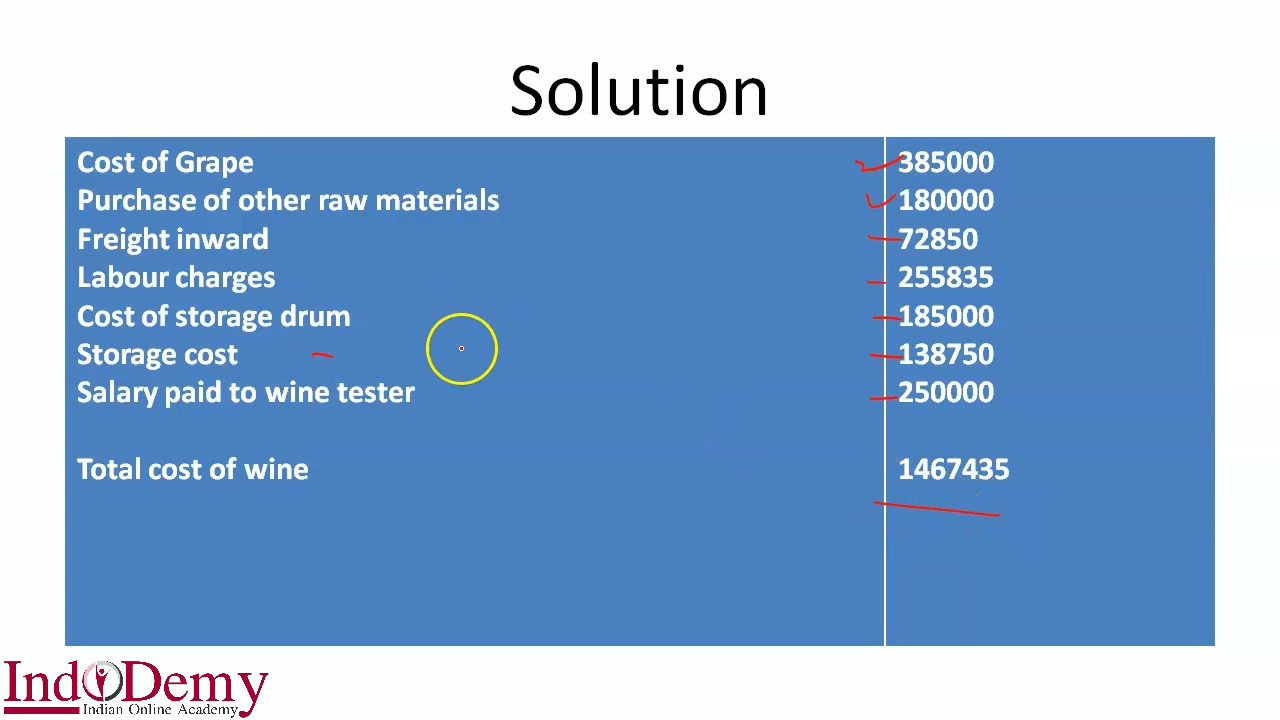 Solution
Cost of Grape 385000
Purchase of other raw materials 180000
Freight inward 72850
Labour charges 255835
Cost of storage drum 185000
Storage cost 138750
Salary paid to wine tester 250000
Total cost of wine 1467435
IndoDemy
Indian Online Academy